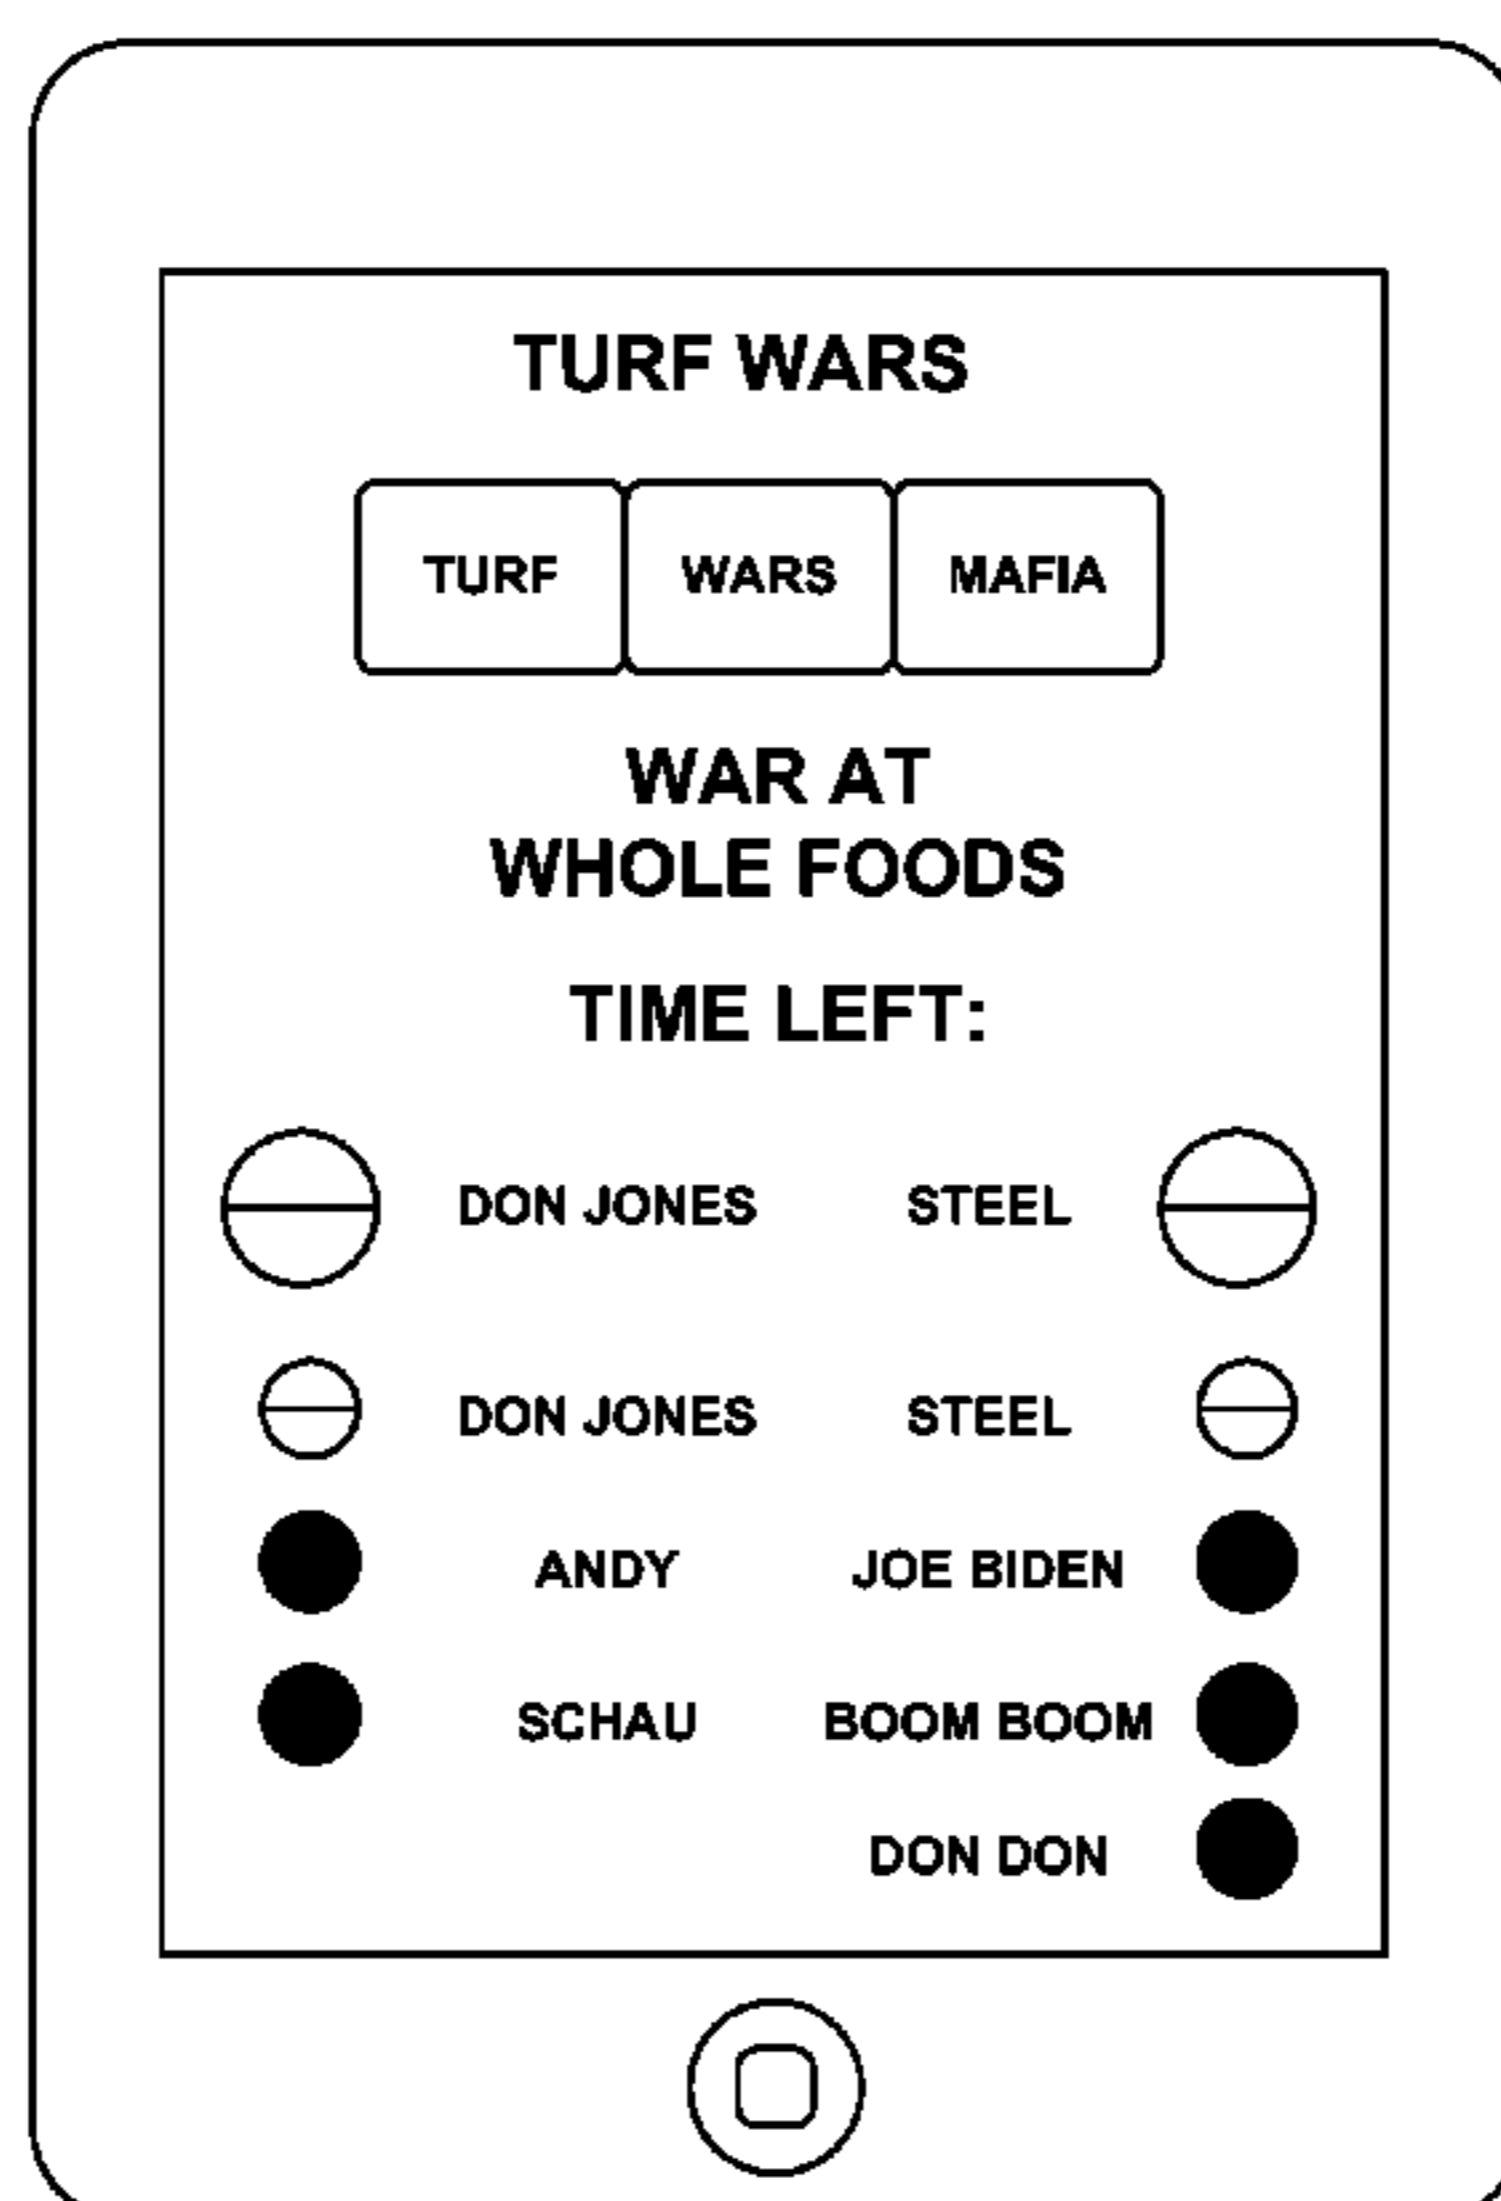 TURF WARS
TURF WARS MAFIA
WAR AT
WHOLE FOODS
TIME LEFT:
DON JONES STEEL
DON JONES STEEL
ANDY JOE BIDEN
SCHAU BOOM BOOM
DON DON